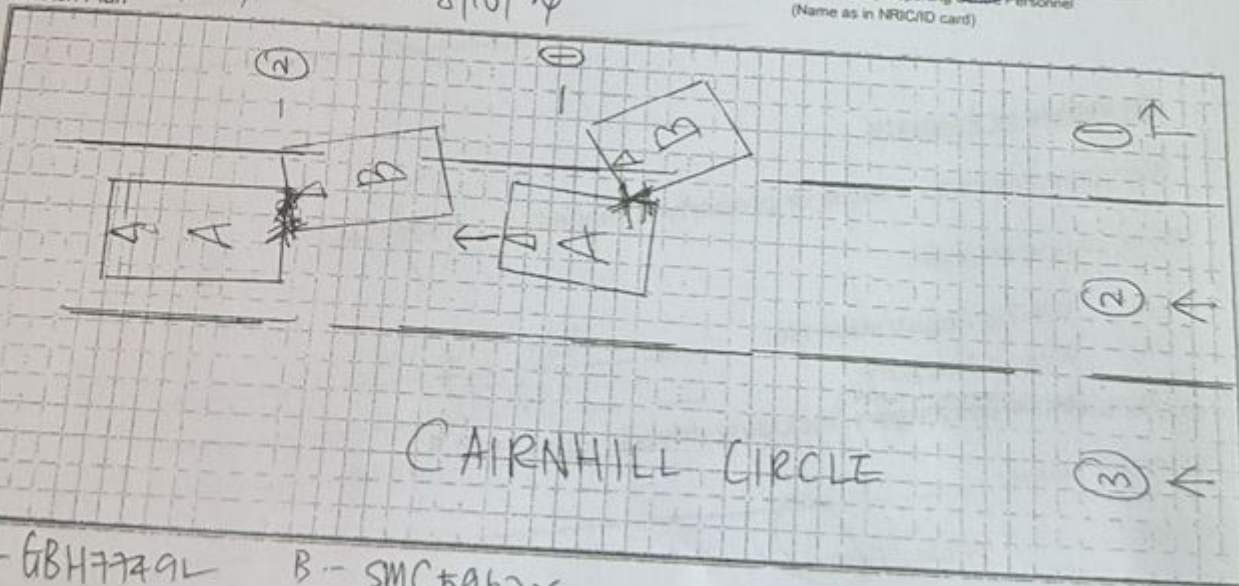 (Name as in NRIC/ID card)
② 
①
B
B
①
A
A
②
CAIRNHILL CIRCLE
③
GBH7749L B -